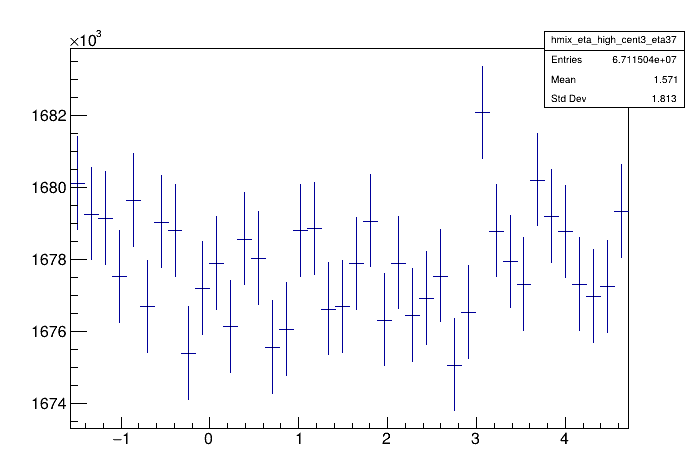 ×10³
hmix_eta_high_cent3_eta37
Entries 6.711504e+07
Mean 1.571
Std Dev 1.813
1682
1680
1678
1676
1674
−1 0 1 2 3 4